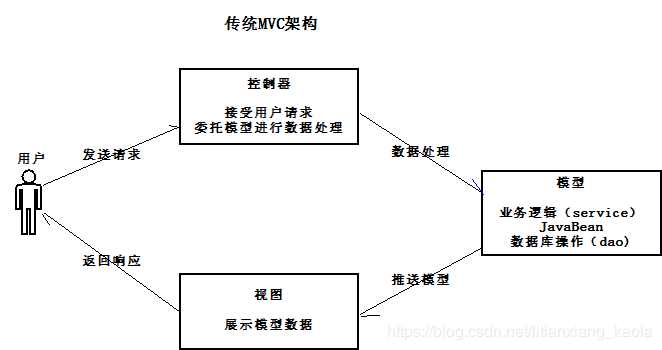 传统MVC架构
控制器
接受用户请求
委托模型进行数据处理
用户
发送请求
数据处理
模型
业务逻辑（service）
JavaBean
数据库操作（dao）
返回响应
推送模型
视图
展示模型数据
https://blog.csdn.net/litianxiang_kaola